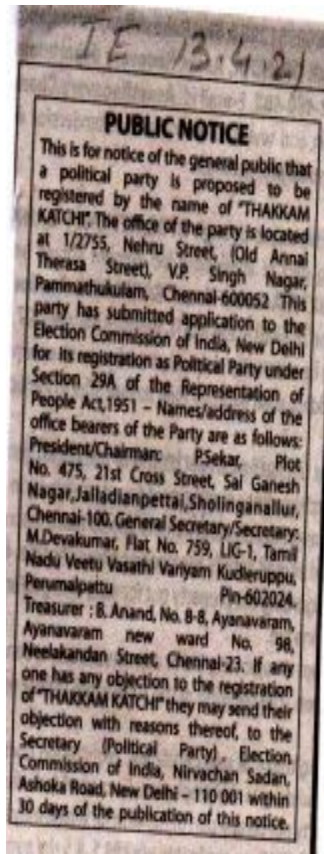 IE 13.4.21
PUBLIC NOTICE
This is for notice of the general public that
a political party is proposed to be
registered by the name of "THAKKAM
KATCHI". The office of the party is located
at 1/2755, Nehru Street, (Old Annai
Therasa Street), V.P. Singh Nagar,
Pammathukulam, Chennai-600052 This
party has submitted application to the
Election Commission of India, New Delhi
for its registration as Political Party under
Section 29A of the Representation of
People Act,1951 – Names/address of the
office bearers of the Party are as follows:
President/Chairman: P.Sekar, Plot
No. 475, 21st Cross Street, Sai Ganesh
Nagar,Jalladianpettai,Sholinganallur,
Chennai-100. General Secretary/Secretary:
M.Devakumar, Flat No. 759, LIG-1, Tamil
Nadu Veetu Vasathi Variyam Kudieruppu,
Perumalpattu Pin-602024.
Treasurer : B. Anand, No. 8-8, Ayanavaram,
Ayanavaram new ward No. 98,
Neelakandan Street, Chennai-23. If any
one has any objection to the registration
of "THAKKAM KATCHI" they may send their
objection with reasons thereof, to the
Secretary (Political Party), Election
Commission of India, Nirvachan Sadan,
Ashoka Road, New Delhi – 110 001 within
30 days of the publication of this notice.